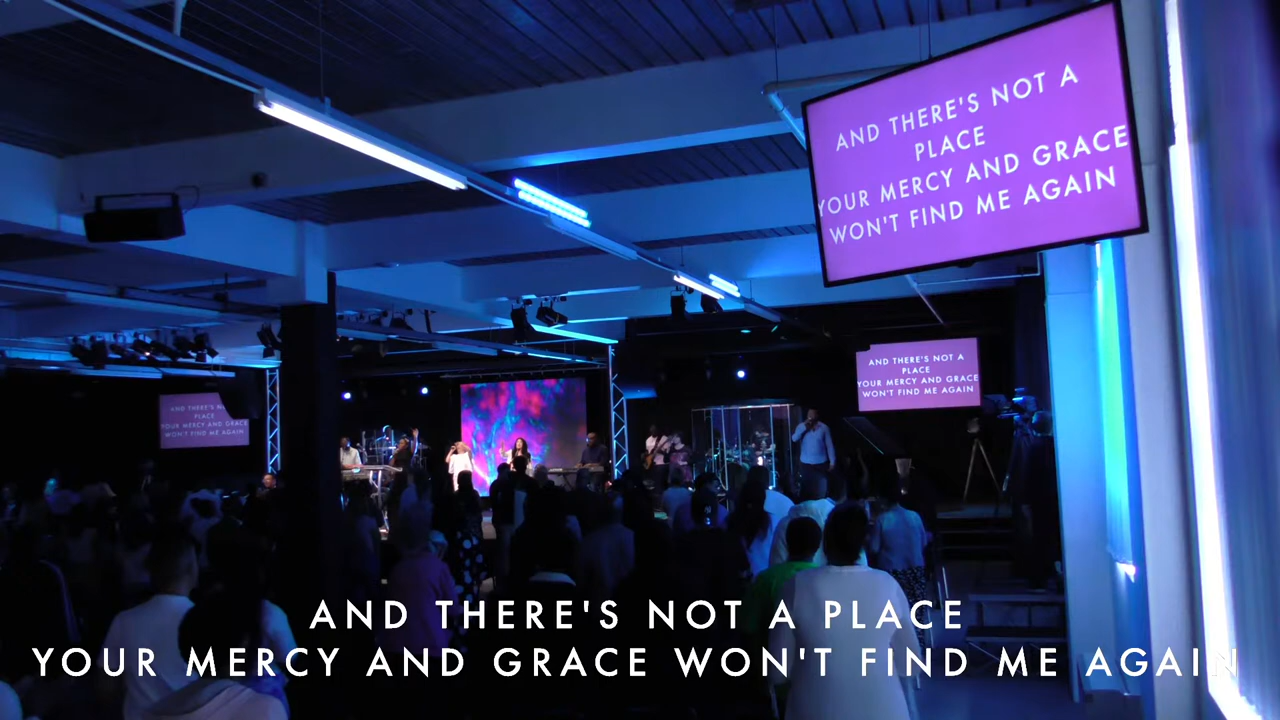 AND THERE'S NOT A
PLACE
YOUR MERCY AND GRACE
WON'T FIND ME AGAIN
AND THERE'S NOT A
PLACE
YOUR MERCY AND GRACE
WON'T FIND ME AGAIN
AND THERE'S
PLACE
YOUR MERCY AND GRACE
WON'T FIND ME AGAIN
AND THERE'S NOT A PLACE
YOUR MERCY AND GRACE WON'T FIND ME AGAIN